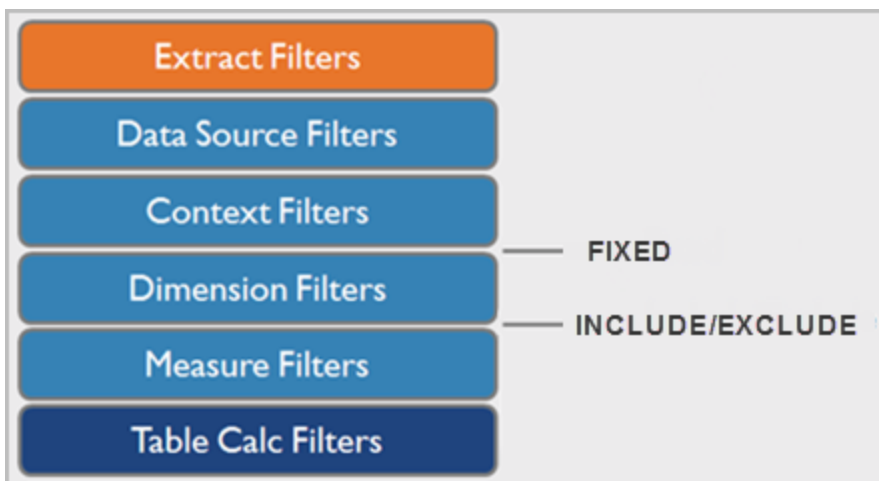 Extract Filters
Data Source Filters
Context Filters
FIXED
Dimension Filters
INCLUDE/EXCLUDE
Measure Filters
Table Calc Filters